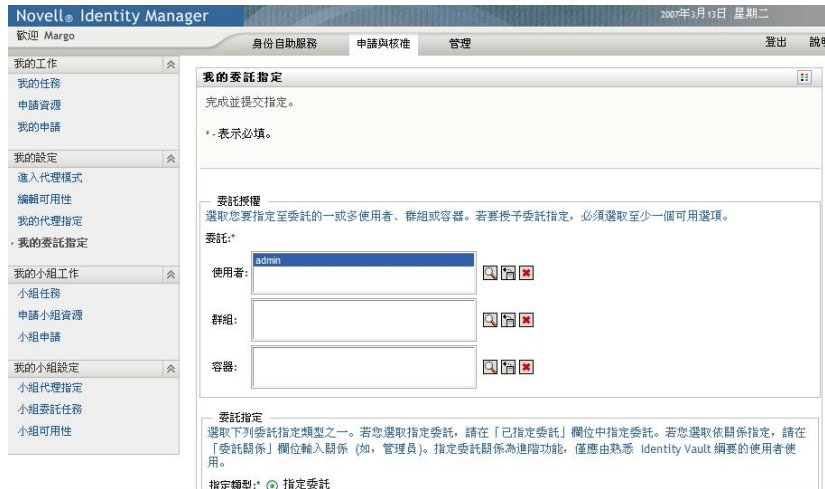 Novell® Identity Manager
2007年3月13日 星期二
歡迎 Margo
身份自助服務 申請與核准 管理
登出 說明
我的工作
我的任務
申請資源
我的申請
我的設定
進入代理模式
編輯可用性
我的代理指定
· 我的委託指定
我的小組工作
小組任務
申請小組資源
小組申請
我的小組設定
小組代理指定
小組委託任務
小組可用性
我的委託指定
完成並提交指定。
* - 表示必填。
委託授權
選取您要指定至委託的一或多使用者、群組或容器。若要授予委託指定，必須選取至少一個可用選項。
委託:*
使用者: admin
群組:
容器:
委託指定
選取下列委託指定類型之一。若您選取指定委託，請在「已指定委託」欄位中指定委託。若您選取依關係指定，請在
「委託關係」欄位輸入關係 (如，管理員)。指定委託關係為進階功能，僅應由熟悉 Identity Vault 綱要的使用者使
用。
指定類型:* 指定委託